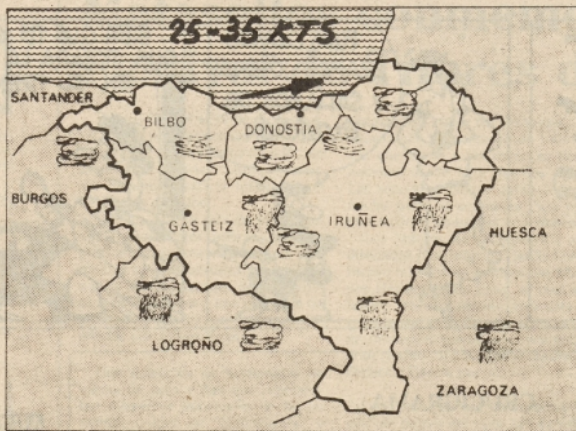 25-35 KTS
SANTANDER
BILBO
DONOSTIA
BURGOS
GASTEIZ
IRUÑEA
HUESCA
LOGROÑO
ZARAGOZA